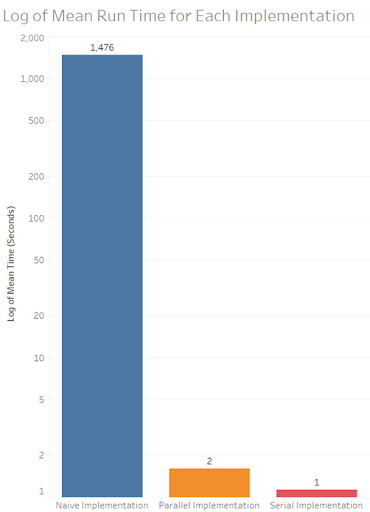 Log of Mean Run Time for Each Implementation
2,000
1,000
500
200
100
50
20
10
5
2
1
Log of Mean Time (Seconds)
1,476
2
1
Naive Implementation
Parallel Implementation
Serial Implementation